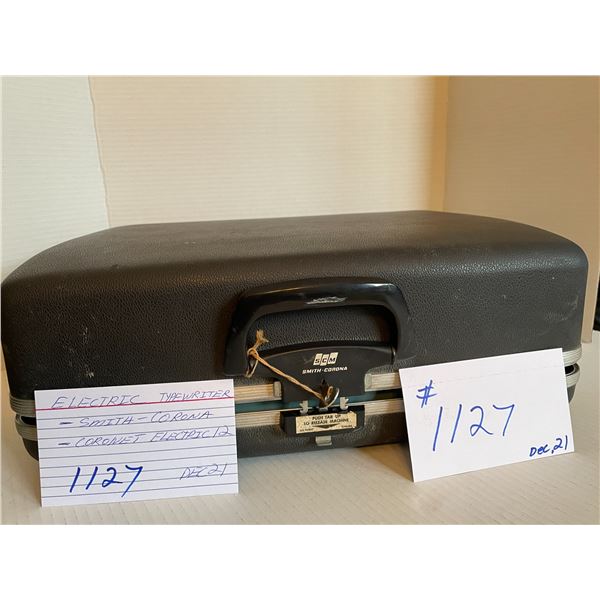 SCM
SMITH-CORONA
PUSH TAB UP
TO RELEASE MACHINE
ELECTRIC TYPEWRITER
- SMITH-CORONA
- CORONET ELECTRIC 12
1127 DEC 21
#
1127
DEC, 21